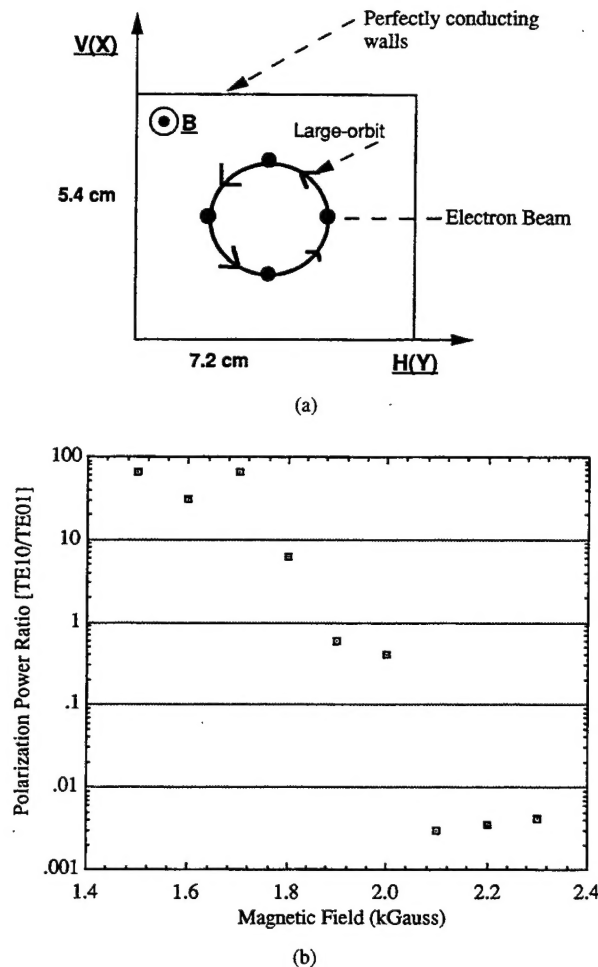 V(X)
Perfectly conducting
walls
B
Large-orbit
5.4 cm
Electron Beam
7.2 cm
H(Y)
(a)
Polarization Power Ratio [TE10/TE01]
100
10
1
.1
.01
.001
1.4 1.6 1.8 2.0 2.2 2.4
Magnetic Field (kGauss)
(b)